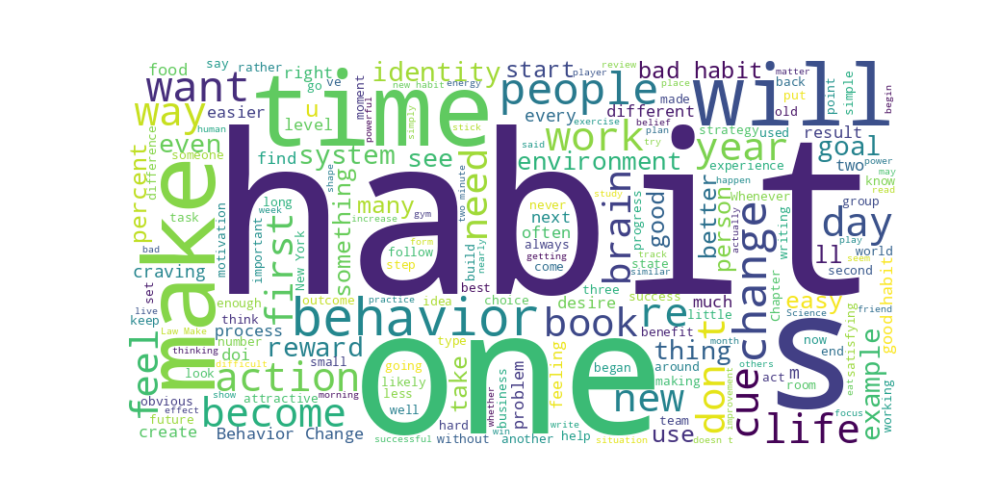 food
say
rather
right
identity
start
people
bad habit
will
want
time
way
easier
even
percent
difference
human
someone
find
u
level
go
ve
moment
powerful
new habit
energy
player
simply
stick
system
see
need
many
work
environment
every
different
made
review
place
belief
exercise
said
try
plan
matter
back
put
old
point
simple
begin
strategy
used
result
year
goal
experience
two
power
happen
may
know
read
make
habit
task
motivation
important
long
week
New York
first
something
shape
increase
gym
two minute
follow
form
step
build
nearly
best
next
often
always
never
getting
come
study
brain
progress
track
state
similar
good
better
person
actually
whenever
writing
play
group
day
world
ll
second
seem
friend
craving
bad
set
live
keep
enough
outcome
practice
idea
choice
desire
three
success
much
little
change
Chapter
easy
good habit
behavior
book
re
benefit
month
don t
s
Law Make
think
process
number
thinking
doi
difficult
reward
small
feel
look
show
morning
action
attractive
obvious
effect
future
create
become
Behavior Change
one
going
likely
less
well
type
take
hard
successful
without
whether
win
business
another
problem
feeling
write
help
began
around
making
thing
new
team
use
situation
doesn t
improvement
cue
others
Science
act
m
room
now
end
satisfying
eat
example
focus
working
life